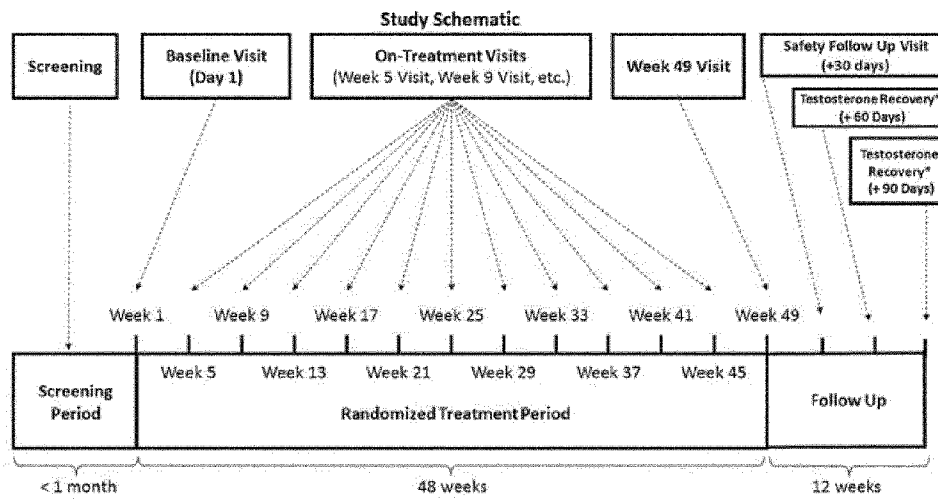 Study Schematic
Screening
Baseline Visit
(Day 1)
On-Treatment Visits
(Week 5 Visit, Week 9 Visit, etc.)
Week 49 Visit
Safety Follow Up Visit
(+30 days)
Testosterone Recovery*
(+ 60 Days)
Testosterone
Recovery*
(+ 90 Days)
Week 1 Week 9 Week 17 Week 25 Week 33 Week 41 Week 49
Week 5 Week 13 Week 21 Week 29 Week 37 Week 45
Screening
Period
Randomized Treatment Period
Follow Up
< 1 month
48 weeks
12 weeks